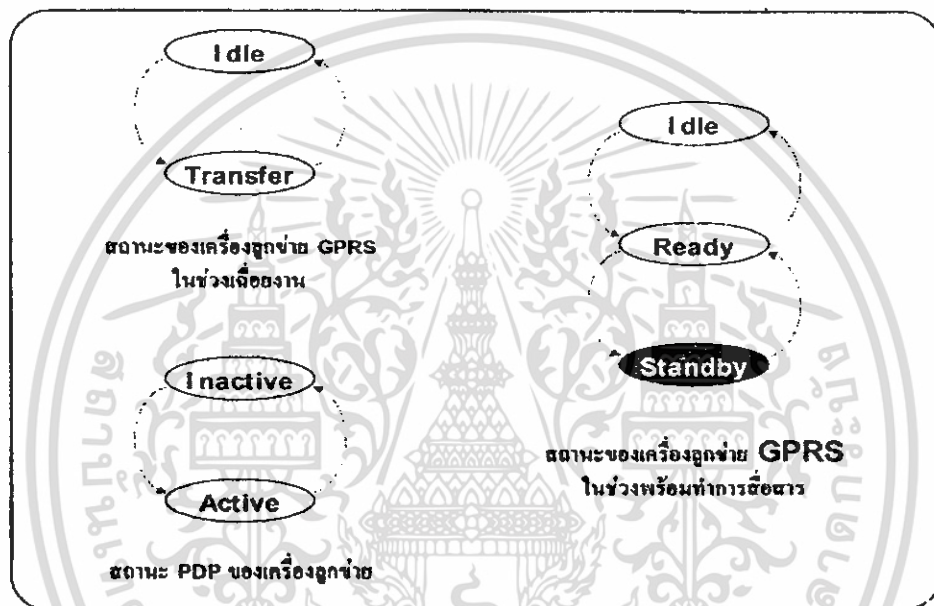 Idle
Transfer
สถานะของเครื่องลูกข่าย GPRS
ในช่วงเฉื่อยงาน
Inactive
Active
สถานะ PDP ของเครื่องลูกข่าย
Idle
Ready
Standby
สถานะของเครื่องลูกข่าย GPRS
ในช่วงพร้อมทำการสื่อสาร